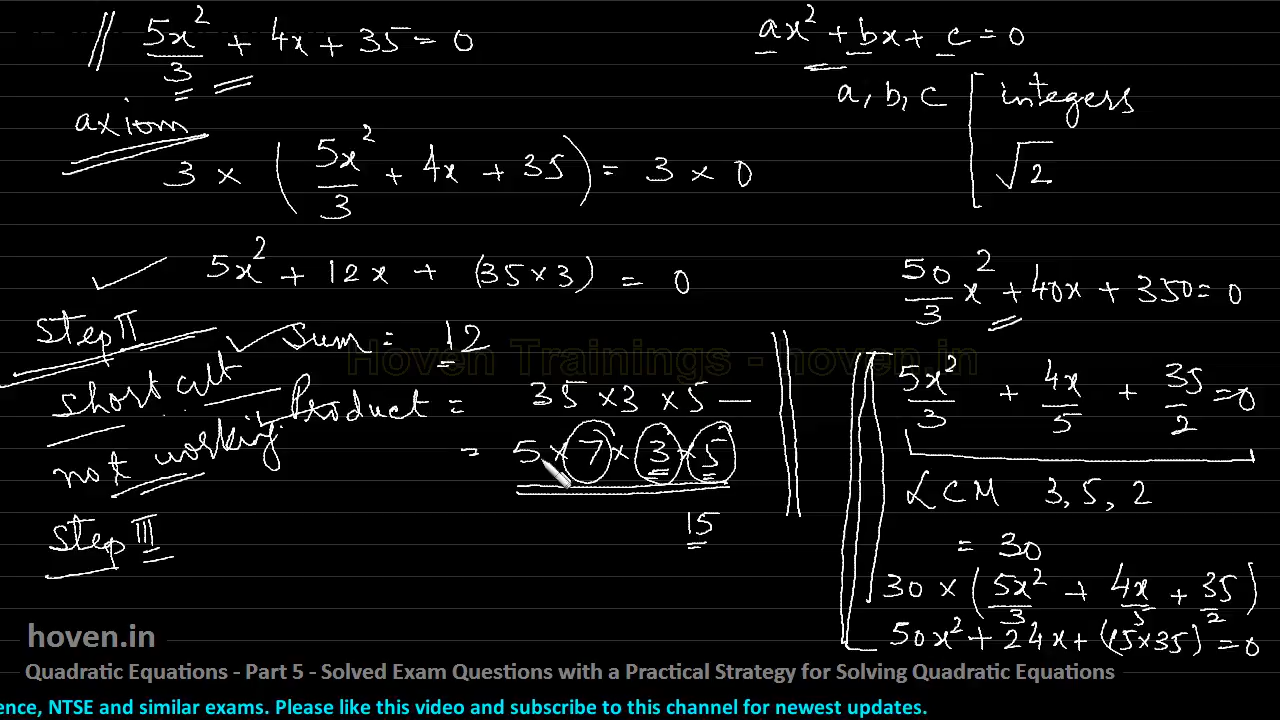 // 5x²/3 + 4x + 35 = 0
axiom
3 × ( 5x²/3 + 4x + 35 ) = 3 × 0
5x² + 12x + (35 × 3) = 0
Step II
Sum = 12
short cut
Product = 35 × 3 × 5 —
not working
= 5 × 7 × 3 × 5
15
Step III
ax² + bx + c = 0
a, b, c integers
√2
50/3 x² + 40x + 350 = 0
5x²/3 + 4x/5 + 35/2 = 0
LCM 3, 5, 2
= 30
30 × ( 5x²/3 + 4x/5 + 35/2 )
50x² + 24x + (15×35) = 0
Hoven Trainings - hoven.in
hoven.in
Quadratic Equations - Part 5 - Solved Exam Questions with a Practical Strategy for Solving Quadratic Equations
ence, NTSE and similar exams. Please like this video and subscribe to this channel for newest updates.